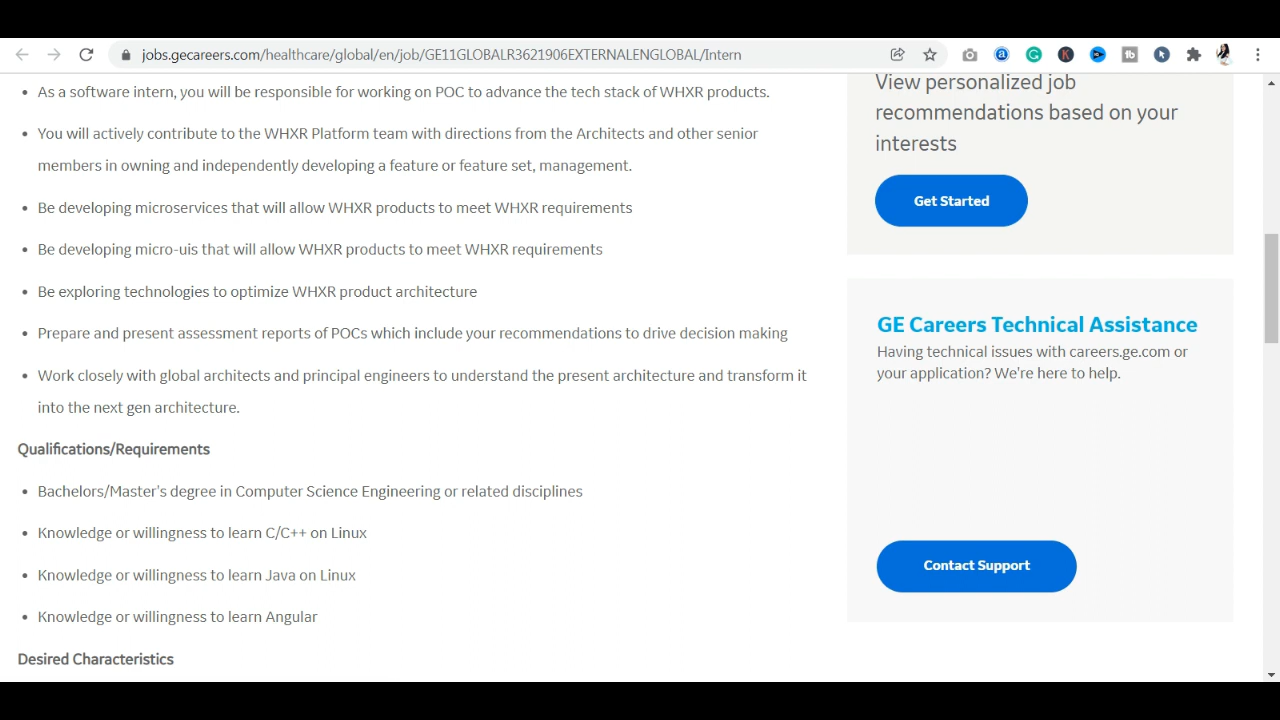 jobs.gecareers.com/healthcare/global/en/job/GE11GLOBALR3621906EXTERNALENGLOBAL/Intern
• As a software intern, you will be responsible for working on POC to advance the tech stack of WHXR products.
• You will actively contribute to the WHXR Platform team with directions from the Architects and other senior
members in owning and independently developing a feature or feature set, management.
• Be developing microservices that will allow WHXR products to meet WHXR requirements
• Be developing micro-uis that will allow WHXR products to meet WHXR requirements
• Be exploring technologies to optimize WHXR product architecture
• Prepare and present assessment reports of POCs which include your recommendations to drive decision making
• Work closely with global architects and principal engineers to understand the present architecture and transform it
into the next gen architecture.
Qualifications/Requirements
• Bachelors/Master's degree in Computer Science Engineering or related disciplines
• Knowledge or willingness to learn C/C++ on Linux
• Knowledge or willingness to learn Java on Linux
• Knowledge or willingness to learn Angular
Desired Characteristics
View personalized job
recommendations based on your
interests
Get Started
GE Careers Technical Assistance
Having technical issues with careers.ge.com or
your application? We're here to help.
Contact Support